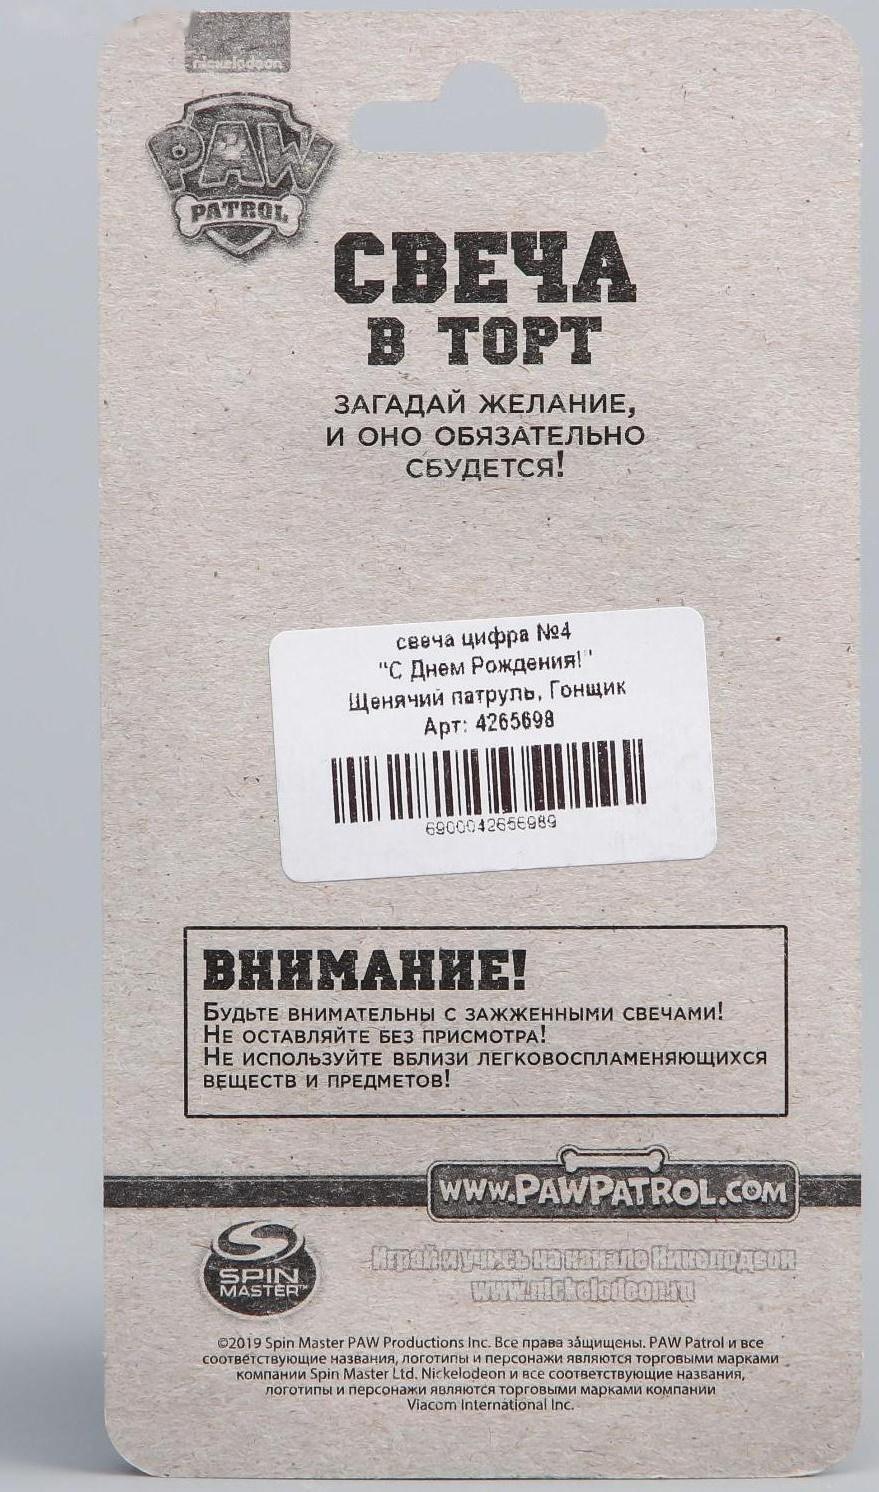 nickelodeon
PAW
PATROL
СВЕЧА
В ТОРТ
ЗАГАДАЙ ЖЕЛАНИЕ,
И ОНО ОБЯЗАТЕЛЬНО
СБУДЕТСЯ!
свеча цифра №4
"С Днем Рождения!"
Щенячий патруль, Гонщик
Арт: 4265698
6900042656989
ВНИМАНИЕ!
Будьте внимательны с зажженными свечами!
Не оставляйте без присмотра!
Не используйте вблизи легковоспламеняющихся
веществ и предметов!
www.PawPatrol.com
SPIN
MASTER™
Играй и учись на канале Никелодеон
www.nickelodeon.ru
©2019 Spin Master PAW Productions Inc. Все права защищены. PAW Patrol и все
соответствующие названия, логотипы и персонажи являются торговыми марками
компании Spin Master Ltd. Nickelodeon и все соответствующие названия,
логотипы и персонажи являются торговыми марками компании
Viacom International Inc.